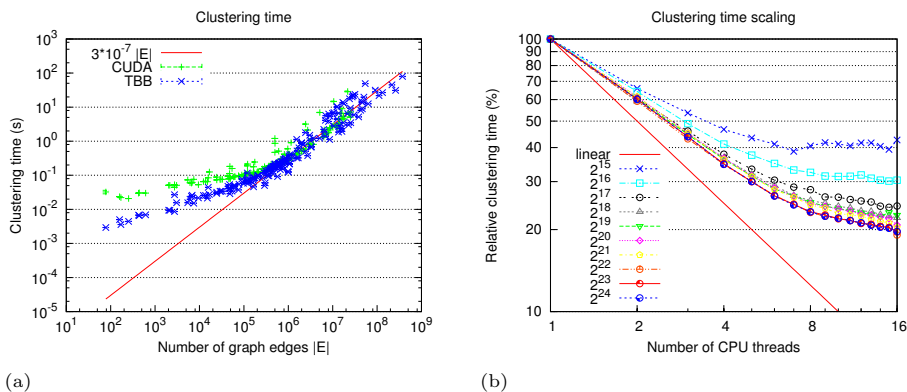 Clustering time
10^3
10^2
10^1
10^0
10^-1
10^-2
10^-3
10^-4
10^-5
Clustering time (s)
3*10^-7 |E|
CUDA
TBB
10^1 10^2 10^3 10^4 10^5 10^6 10^7 10^8 10^9
Number of graph edges |E|
(a)
Clustering time scaling
100
90
80
70
60
50
40
30
20
10
Relative clustering time (%)
linear
2^15
2^16
2^17
2^18
2^19
2^20
2^21
2^22
2^23
2^24
1 2 4 8 16
Number of CPU threads
(b)